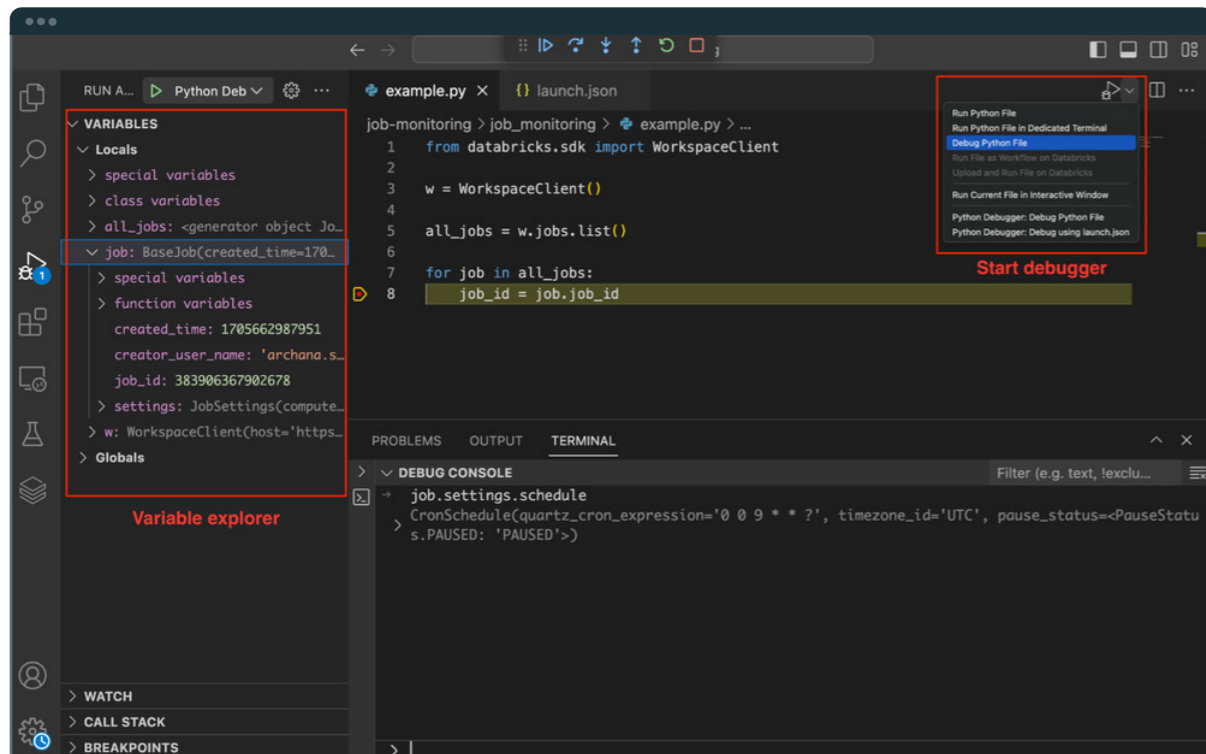 RUN A... Python Deb
example.py
launch.json
VARIABLES
Locals
special variables
class variables
all_jobs: <generator object Jo...
job: BaseJob(created_time=170...
special variables
function variables
created_time: 1705662987951
creator_user_name: 'archana.s...
job_id: 383906367902678
settings: JobSettings(compute...
w: WorkspaceClient(host='https...
Globals
Variable explorer
WATCH
CALL STACK
BREAKPOINTS
1
job-monitoring > job_monitoring > example.py > ...
1 from databricks.sdk import WorkspaceClient
2
3 w = WorkspaceClient()
4
5 all_jobs = w.jobs.list()
6
7 for job in all_jobs:
8 job_id = job.job_id
Run Python File
Run Python File in Dedicated Terminal
Debug Python File
Run File as Workflow on Databricks
Upload and Run File on Databricks
Run Current File in Interactive Window
Python Debugger: Debug Python File
Python Debugger: Debug using launch.json
Start debugger
PROBLEMS OUTPUT TERMINAL
DEBUG CONSOLE
Filter (e.g. text, !exclu...
job.settings.schedule
CronSchedule(quartz_cron_expression='0 0 9 * * ?', timezone_id='UTC', pause_status=<PauseStatu
s.PAUSED: 'PAUSED'>)